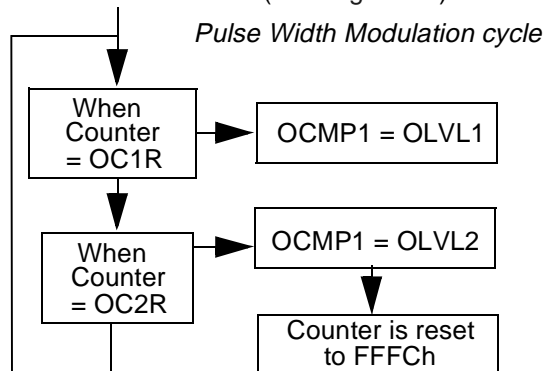 Pulse Width Modulation cycle
When
Counter
= OC1R
OCMP1 = OLVL1
When
Counter
= OC2R
OCMP1 = OLVL2
Counter is reset
to FFFCh